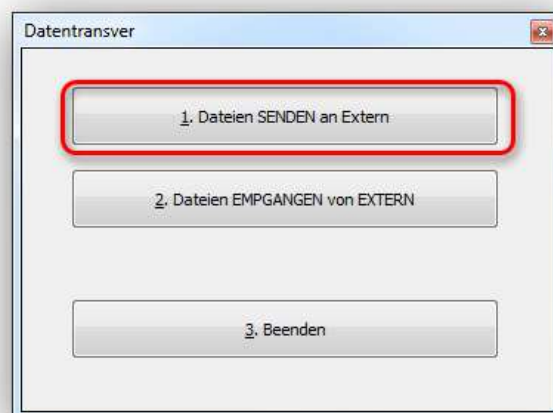 Datentransver
1. Dateien SENDEN an Extern
2. Dateien EMPGANGEN von EXTERN
3. Beenden